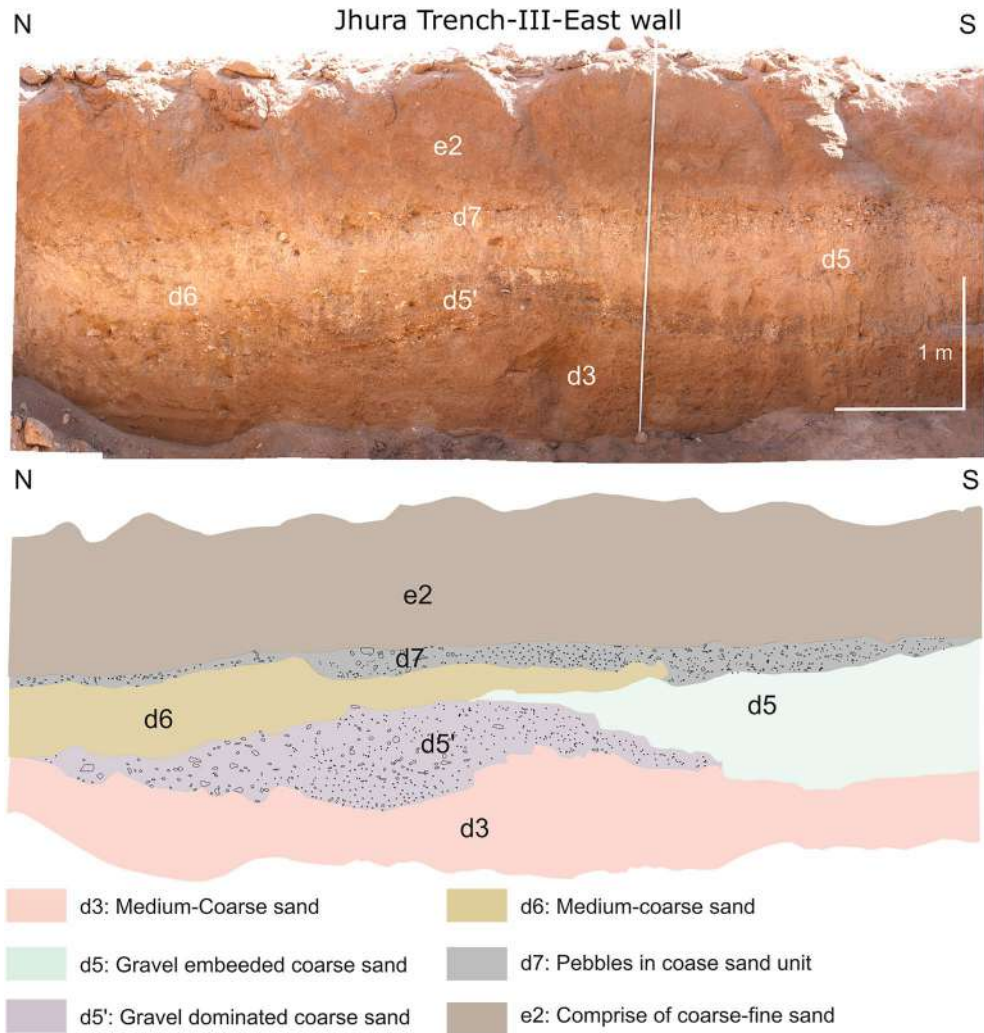 Jhura Trench-III-East wall
N
S
e2
d7
d5
d6
d5'
1 m
d3
N
S
e2
d7
d5
d6
d5'
d3
d3: Medium-Coarse sand
d6: Medium-coarse sand
d5: Gravel embeeded coarse sand
d7: Pebbles in coase sand unit
d5': Gravel dominated coarse sand
e2: Comprise of coarse-fine sand